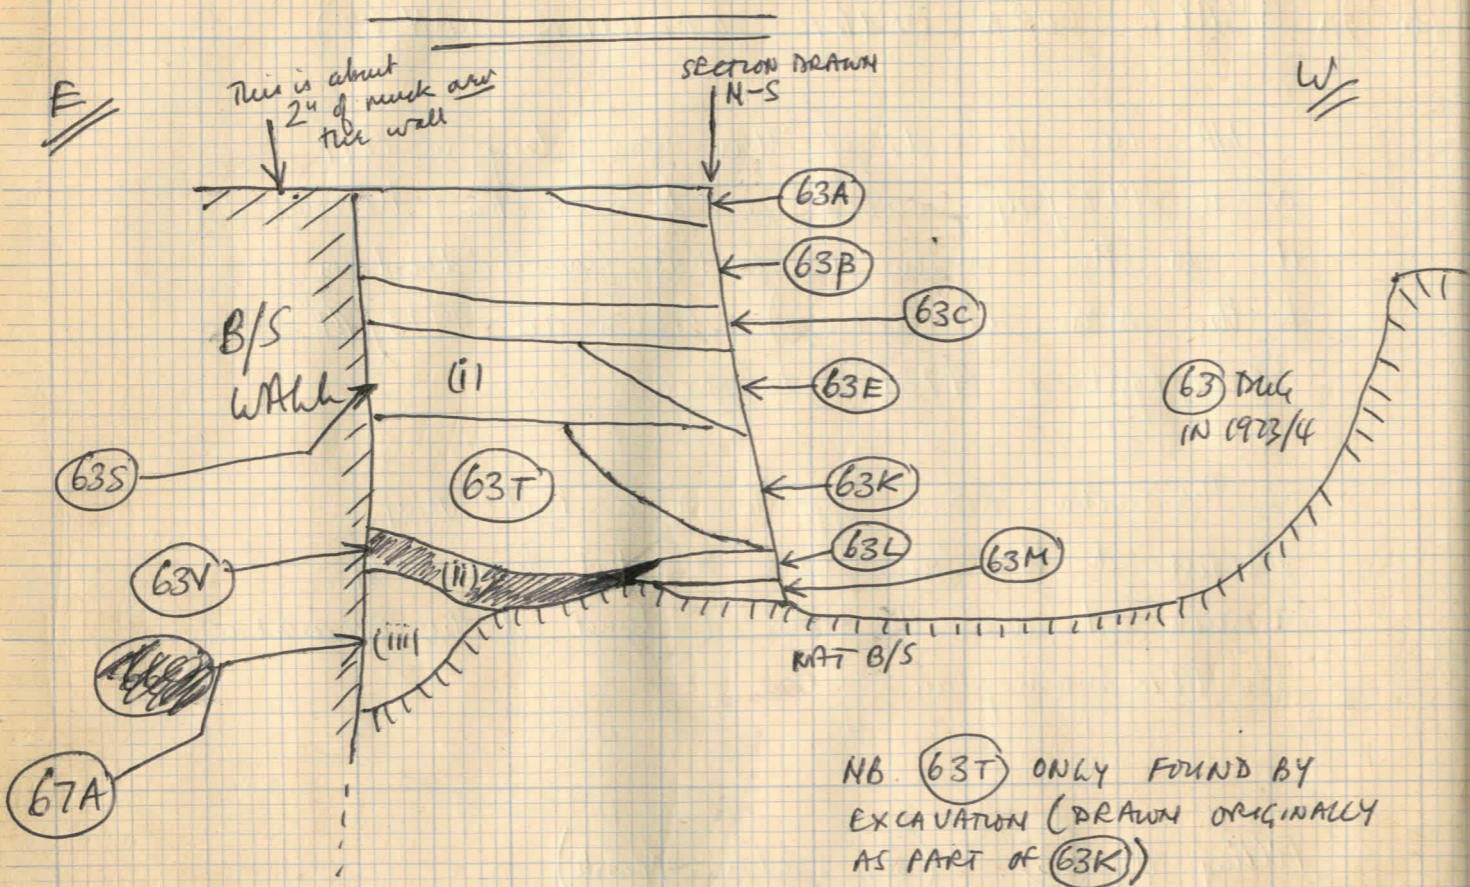 E
This is about
2" of muck over
the wall
SECTION DRAWN
N-S
W
63A
63B
63C
B/S
WALL
(i)
63E
63 DUG
IN 1973/4
63S
63T
63K
63L
63M
63V
(ii)
(iii)
NAT B/S
67A
NB 63T ONLY FOUND BY
EXCAVATION (DRAWN ORIGINALLY
AS PART OF 63K)